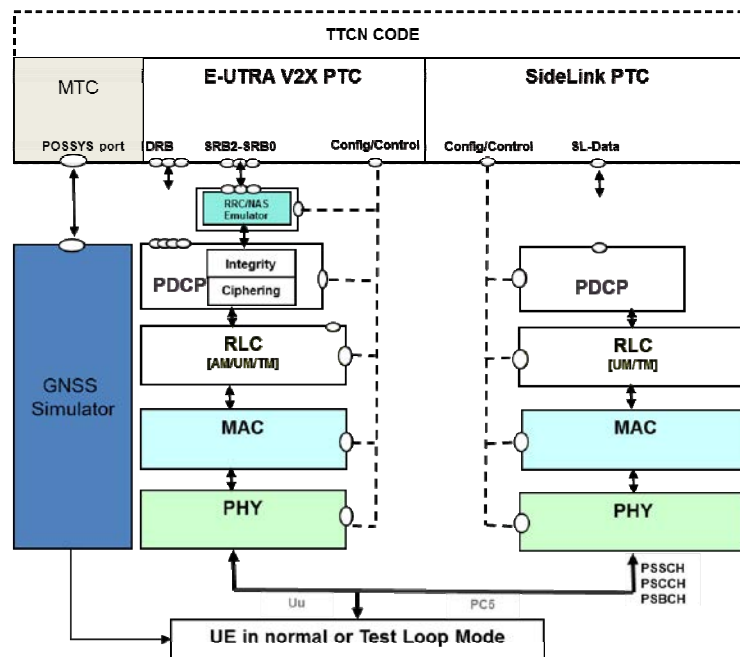 TTCN CODE
MTC
E-UTRA V2X PTC
SideLink PTC
POSSYS port
DRB
SRB2-SRB0
Config/Control
Config/Control
SL-Data
RRC/NAS
Emulator
Integrity
PDCP
Ciphering
PDCP
RLC
[AM/UM/TM]
RLC
[UM/TM]
GNSS
Simulator
MAC
MAC
PHY
PHY
PSSCH
PSCCH
PSBCH
Uu
PC5
UE in normal or Test Loop Mode